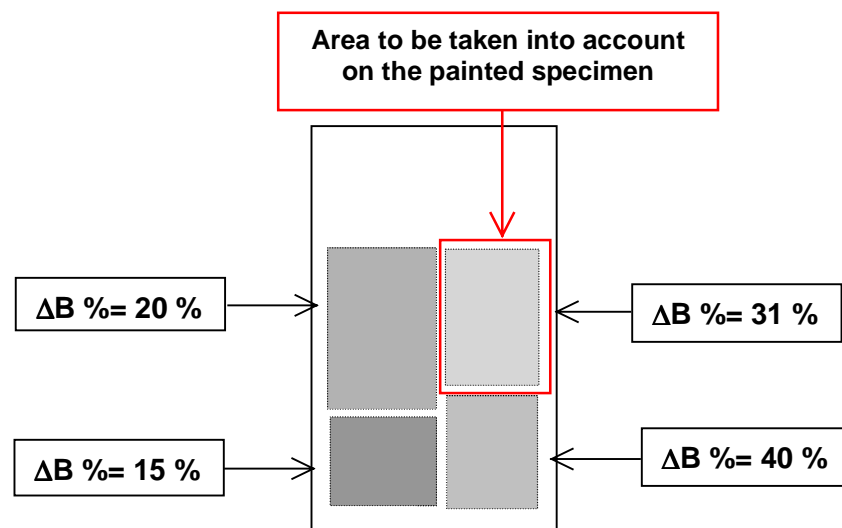 Area to be taken into account
on the painted specimen
ΔB %= 20 %
ΔB %= 31 %
ΔB %= 15 %
ΔB %= 40 %